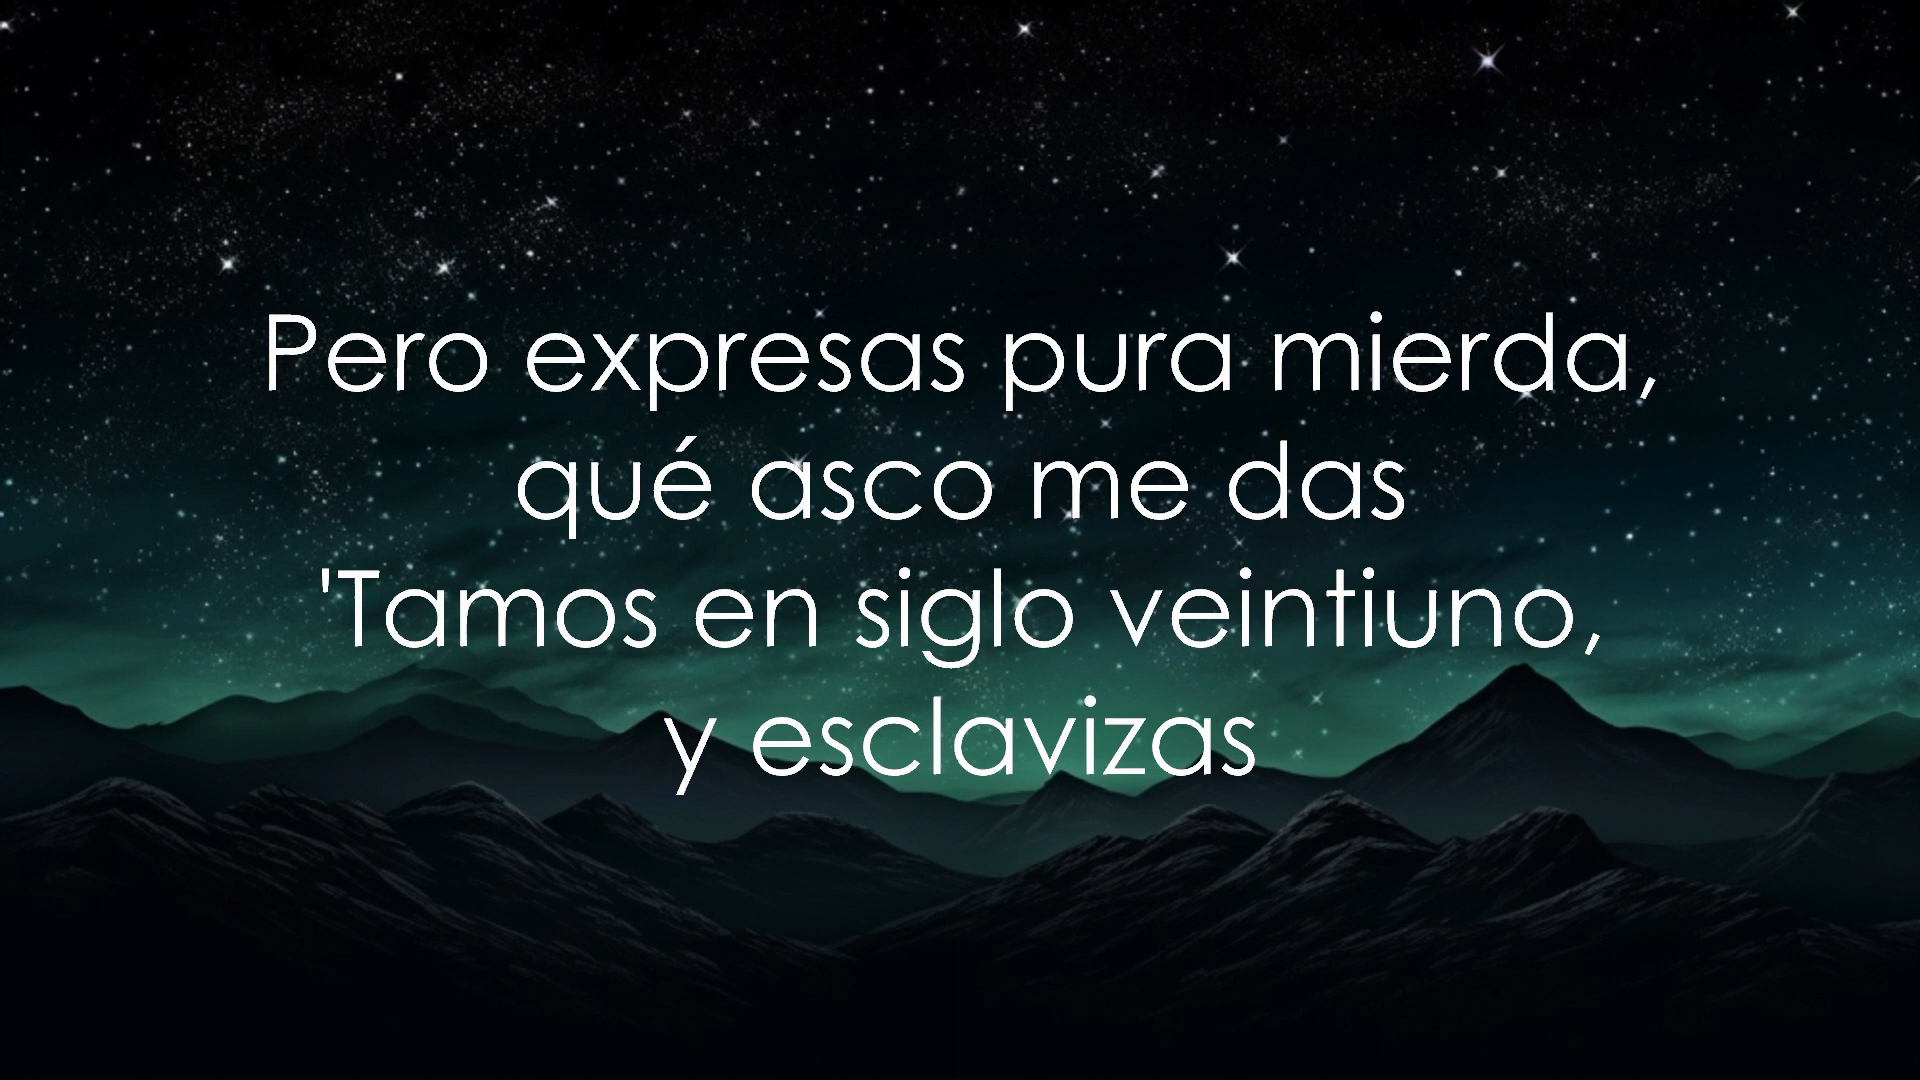 Pero expresas pura mierda,
qué asco me das
'Tamos en siglo veintiuno,
y esclavizas